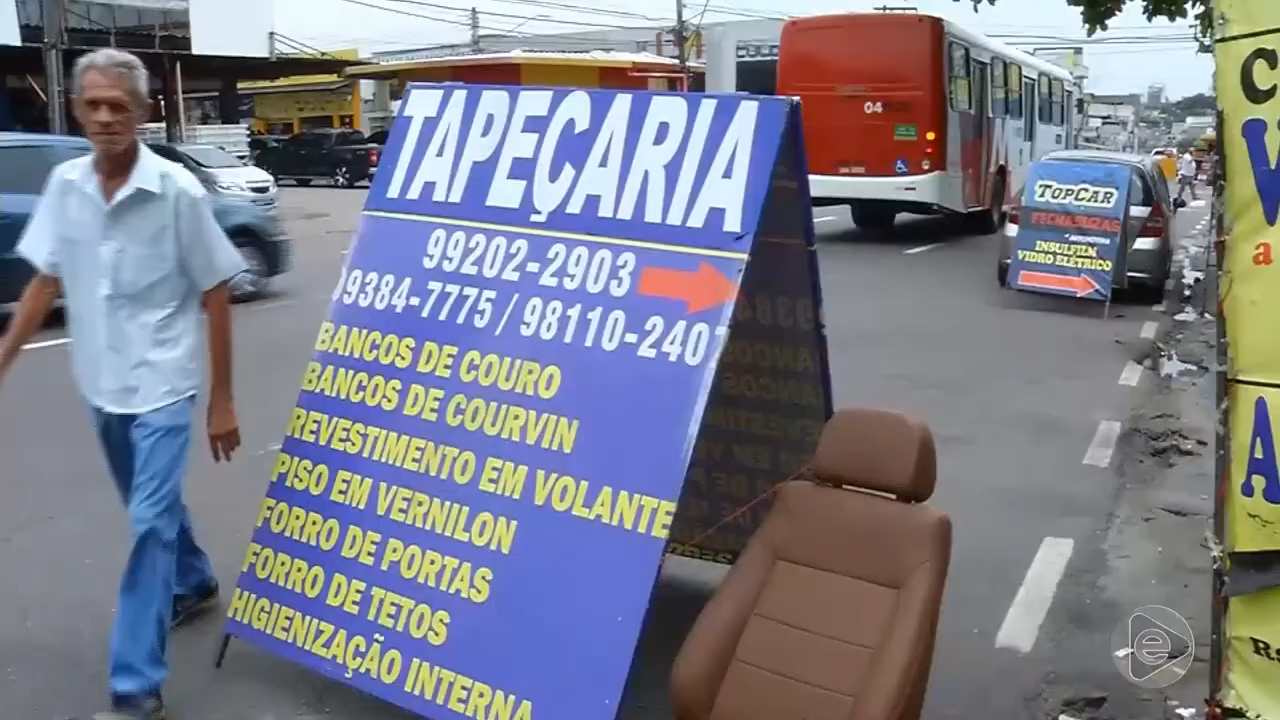 TAPEÇARIA
99202-2903
99384-7775 / 98110-2407
BANCOS DE COURO
BANCOS DE COURVIN
REVESTIMENTO EM VOLANTE
PISO EM VERNILON
FORRO DE PORTAS
FORRO DE TETOS
HIGIENIZAÇÃO INTERNA
04
TOPCAR
FECHADURAS
INSULFILM
VIDRO ELÉTRICO
C
V
a
A
R$
e